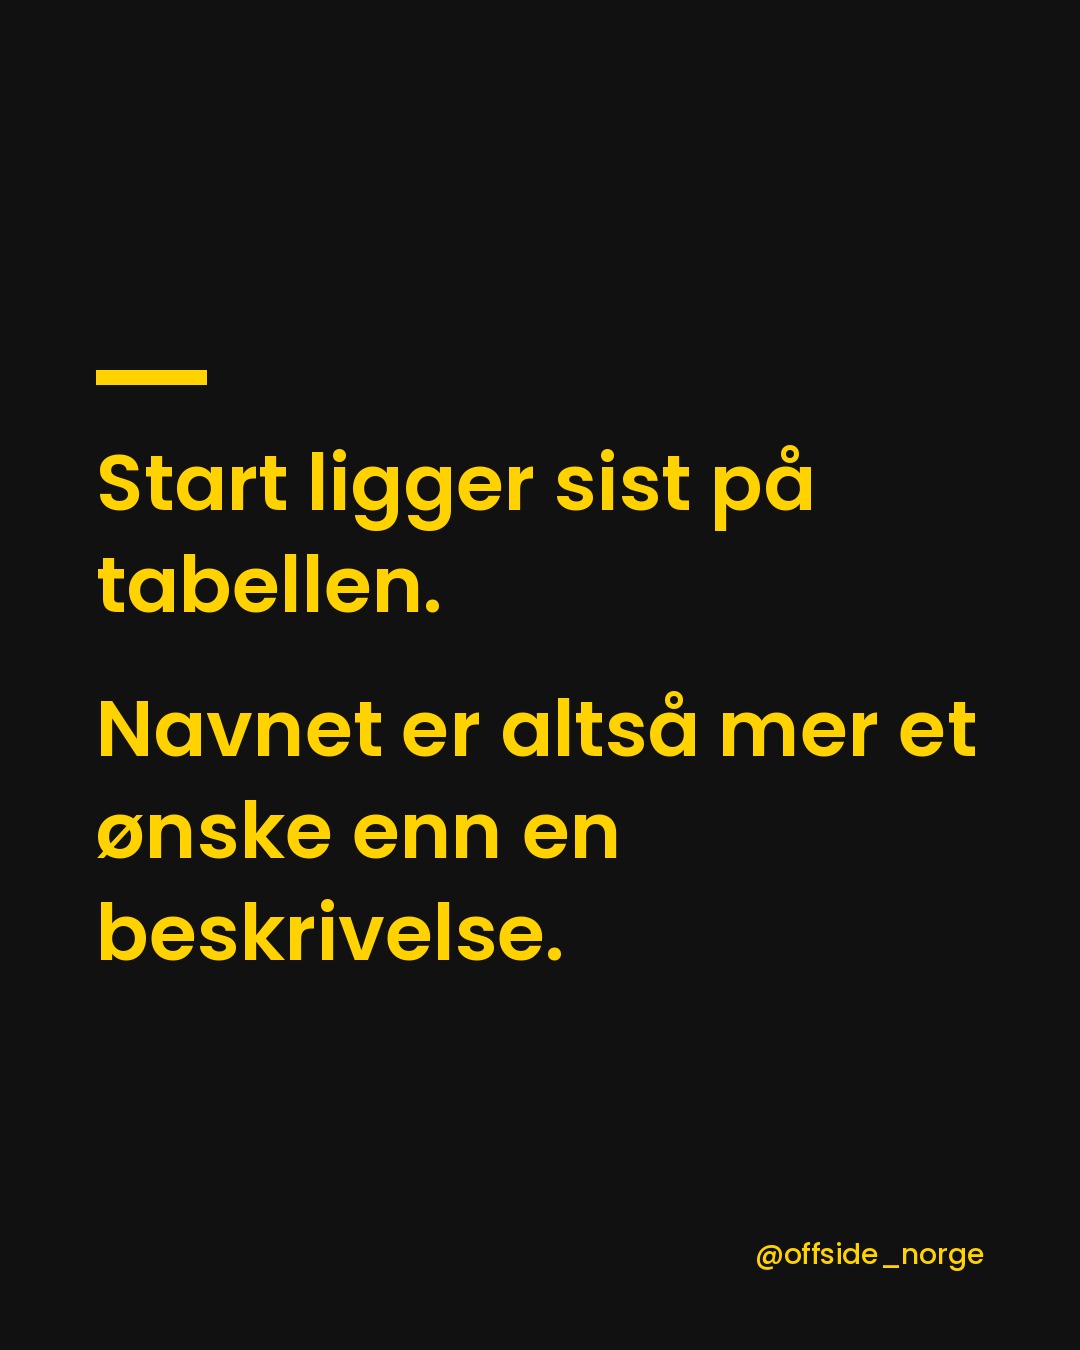 Start ligger sist på
tabellen.
Navnet er altså mer et
ønske enn en
beskrivelse.
@offside_norge